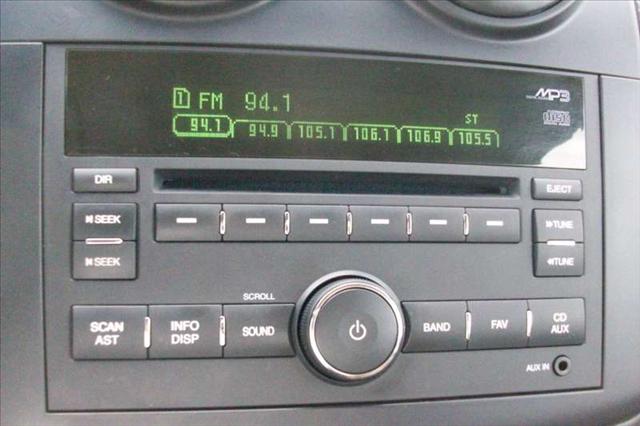 1 FM 94.1
MP3
ST
94.1 94.9 105.1 106.1 106.9 105.5
DIR
EJECT
SEEK
TUNE
SEEK
TUNE
SCROLL
SCAN
AST
INFO
DISP
SOUND
BAND
FAV
CD
AUX
AUX IN